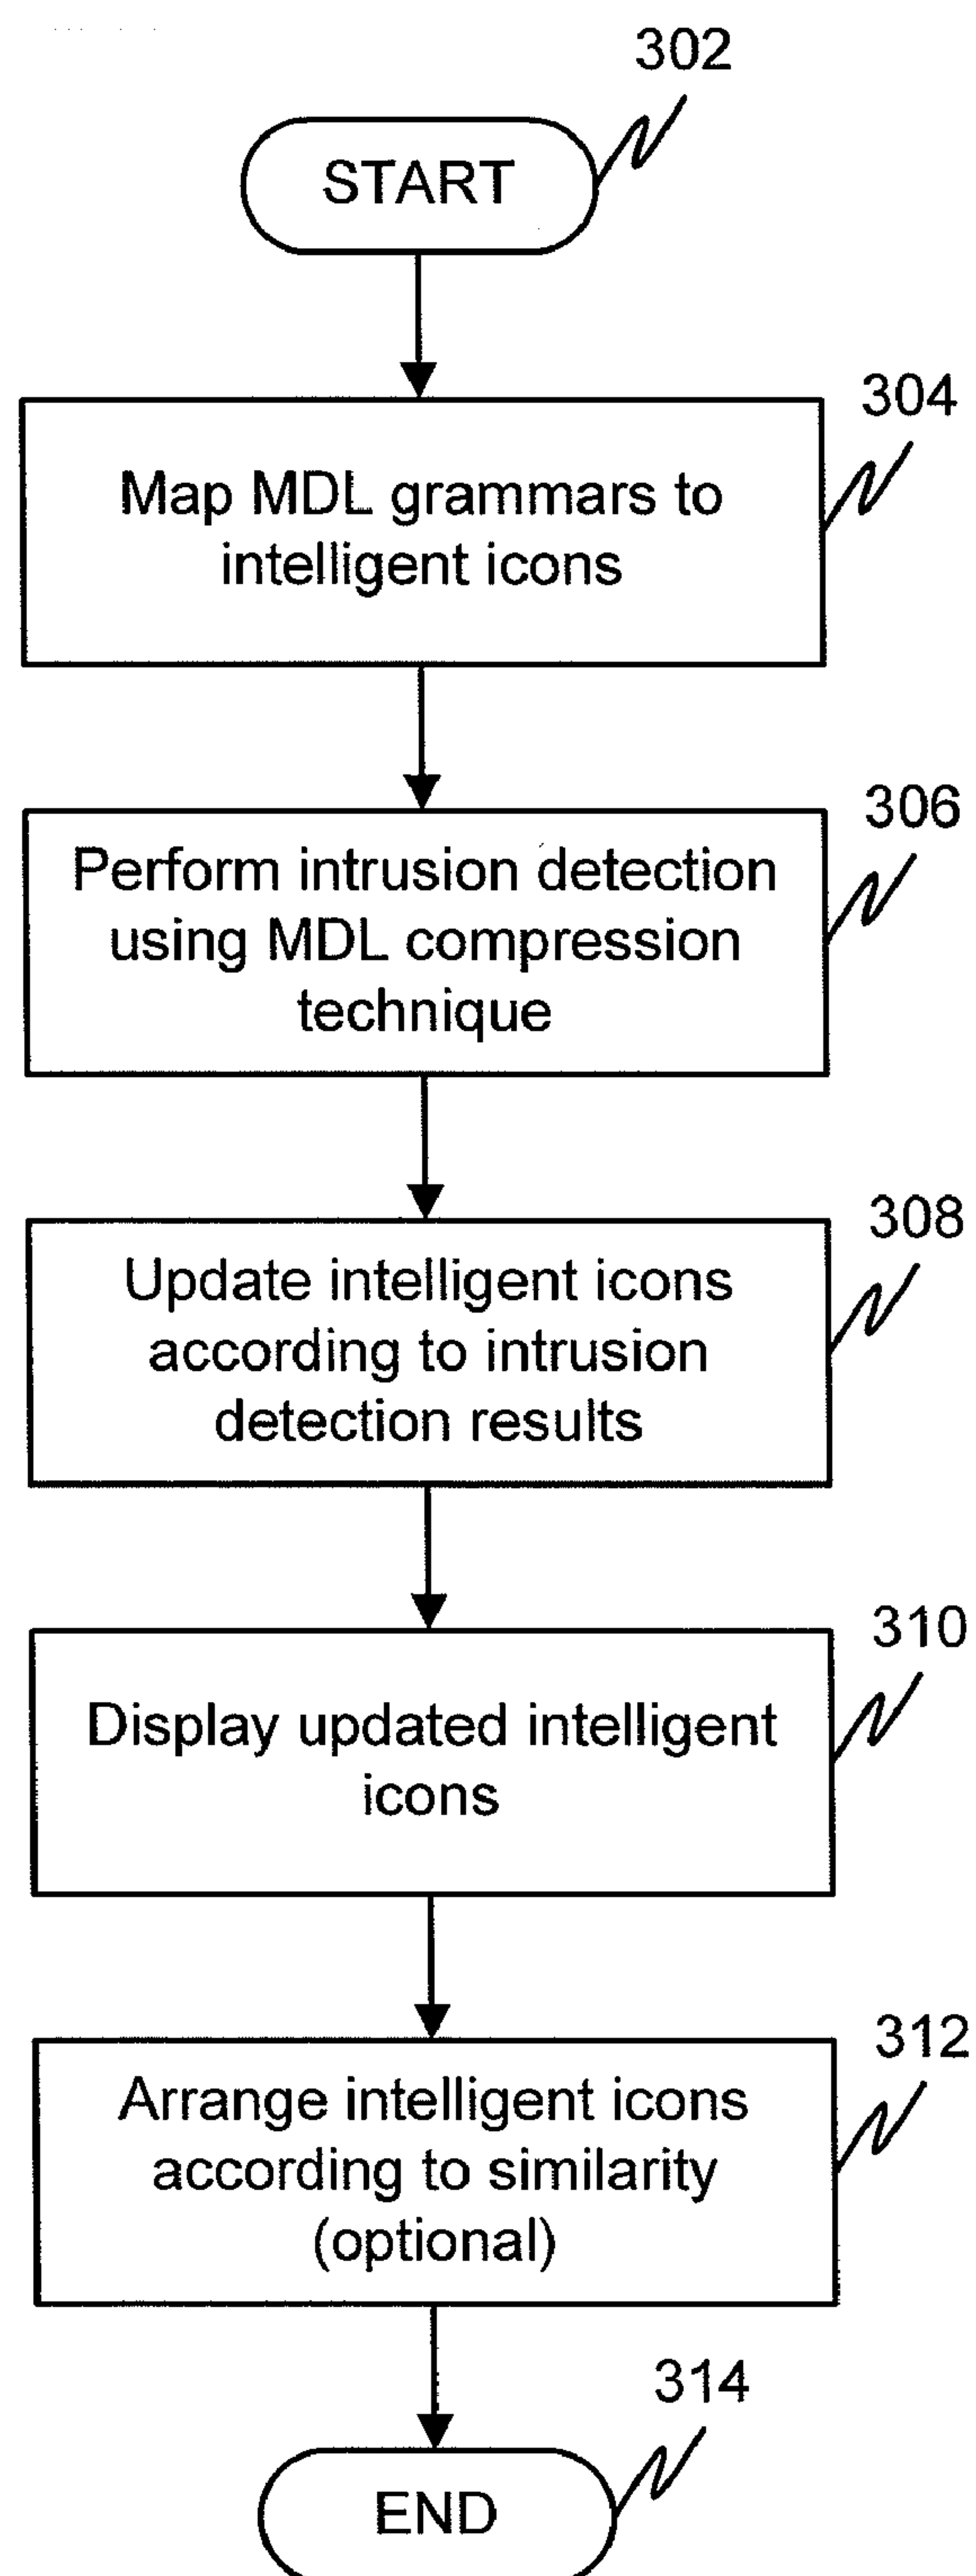 302
START
304
Map MDL grammars to
intelligent icons
306
Perform intrusion detection
using MDL compression
technique
308
Update intelligent icons
according to intrusion
detection results
310
Display updated intelligent
icons
312
Arrange intelligent icons
according to similarity
(optional)
314
END